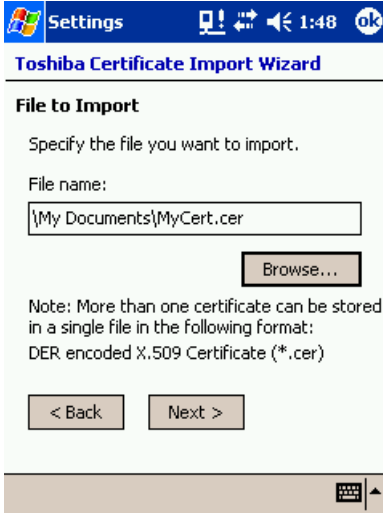 Settings 1:48 ok
Toshiba Certificate Import Wizard
File to Import
Specify the file you want to import.
File name:
\My Documents\MyCert.cer
Browse...
Note: More than one certificate can be stored
in a single file in the following format:
DER encoded X.509 Certificate (*.cer)
< Back Next >